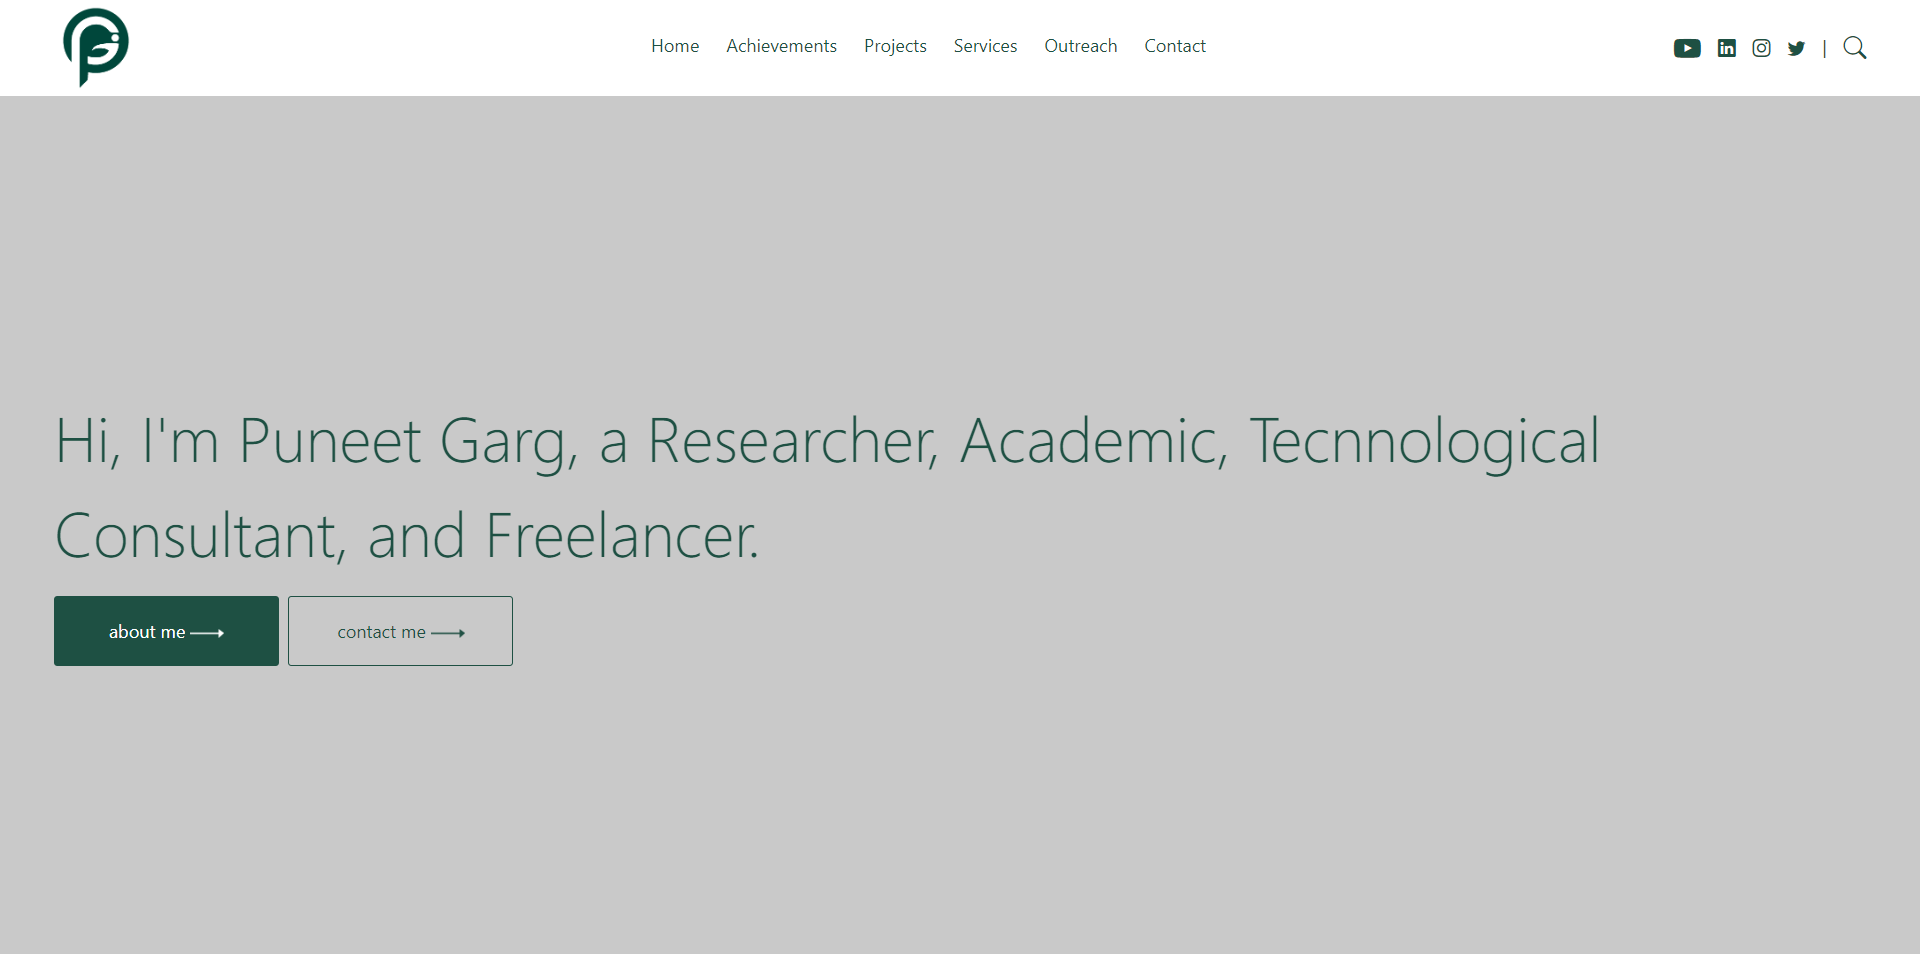 Home Achievements Projects Services Outreach Contact
|
Hi, I'm Puneet Garg, a Researcher, Academic, Tecnnological
Consultant, and Freelancer.
about me
contact me